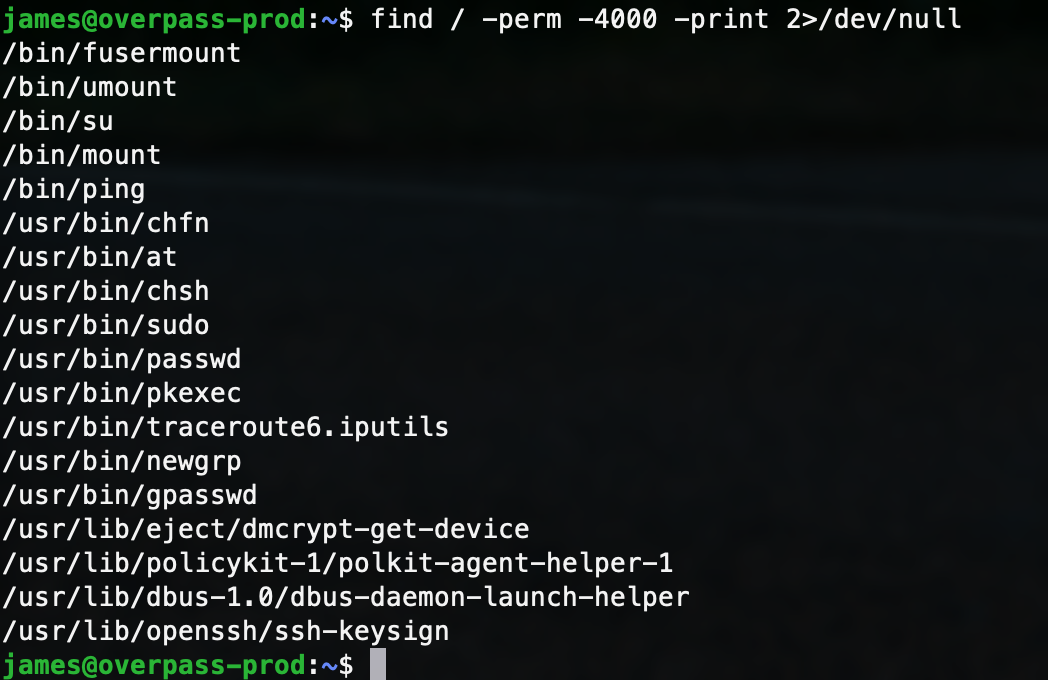 james@overpass-prod:~$ find / -perm -4000 -print 2>/dev/null
/bin/fusermount
/bin/umount
/bin/su
/bin/mount
/bin/ping
/usr/bin/chfn
/usr/bin/at
/usr/bin/chsh
/usr/bin/sudo
/usr/bin/passwd
/usr/bin/pkexec
/usr/bin/traceroute6.iputils
/usr/bin/newgrp
/usr/bin/gpasswd
/usr/lib/eject/dmcrypt-get-device
/usr/lib/policykit-1/polkit-agent-helper-1
/usr/lib/dbus-1.0/dbus-daemon-launch-helper
/usr/lib/openssh/ssh-keysign
james@overpass-prod:~$